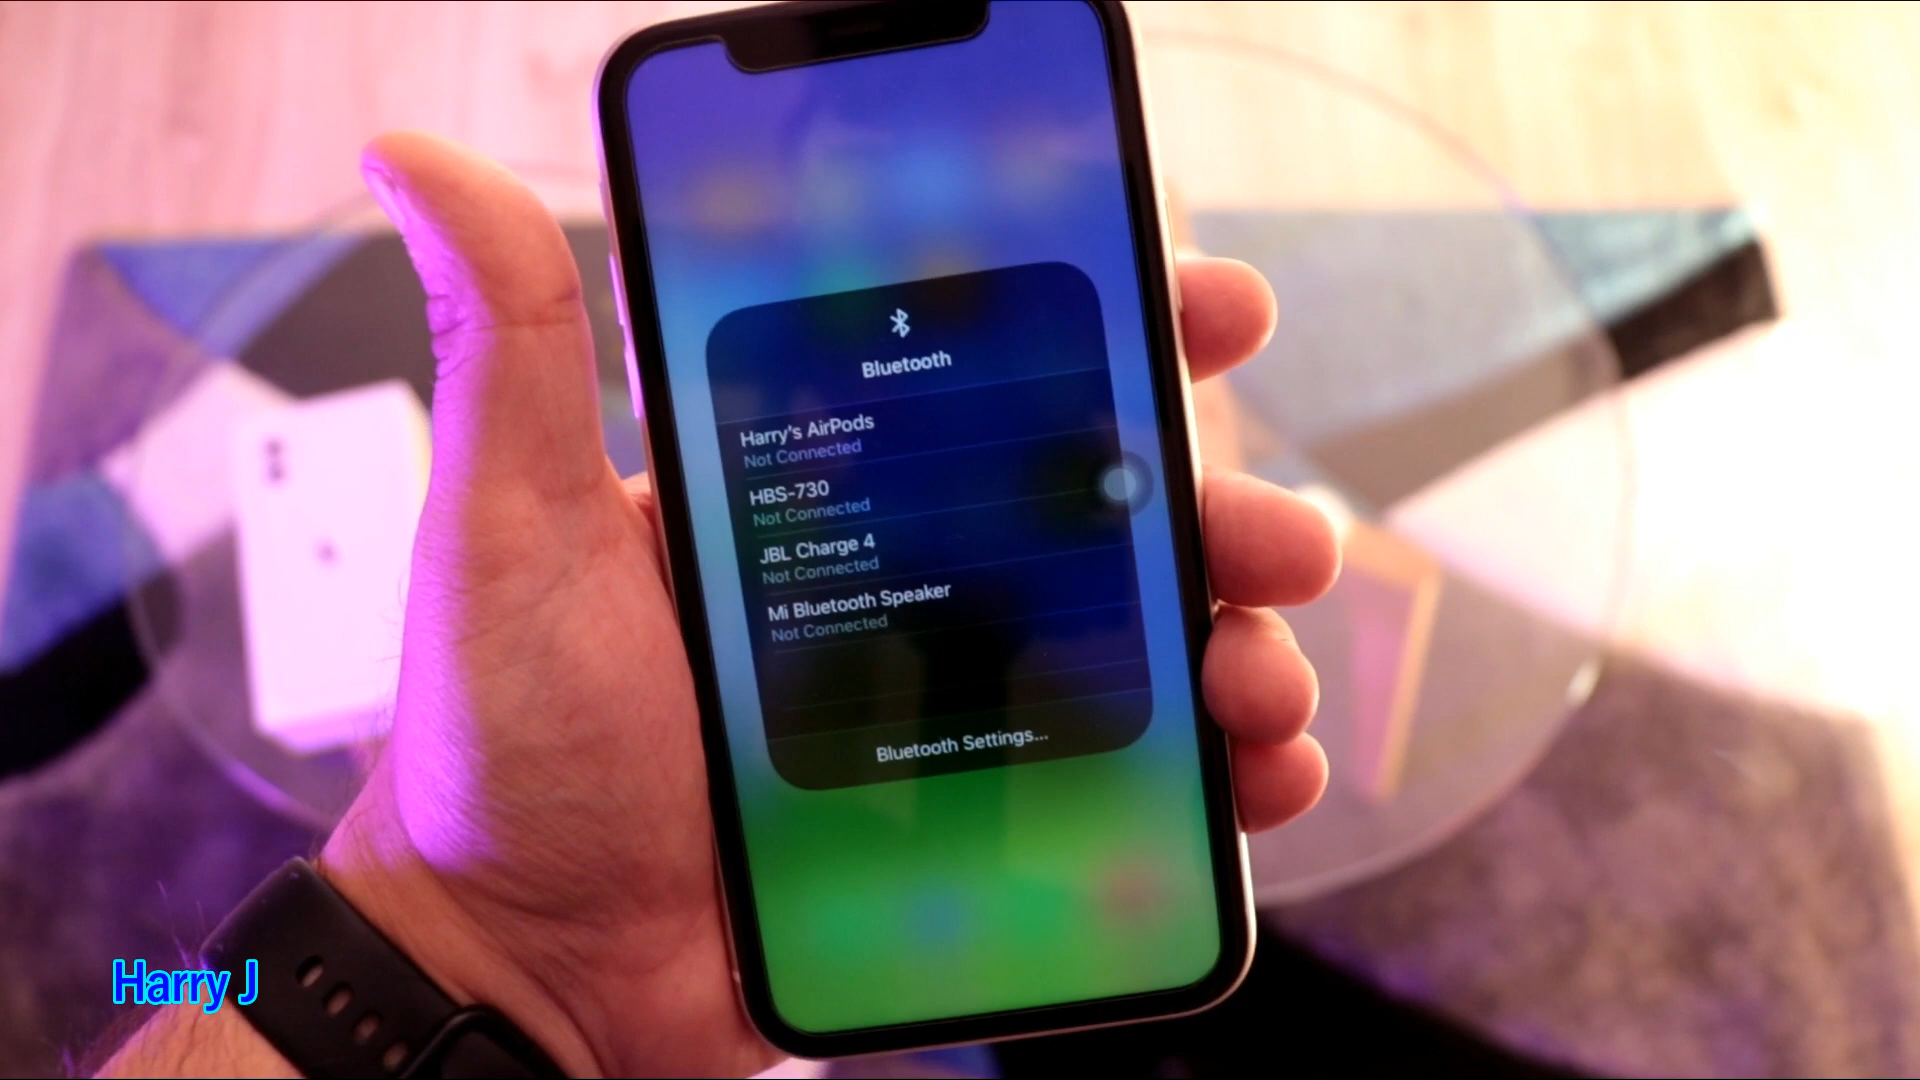 Bluetooth
Harry's AirPods
Not Connected
HBS-730
Not Connected
JBL Charge 4
Not Connected
Mi Bluetooth Speaker
Not Connected
Bluetooth Settings...
Harry J